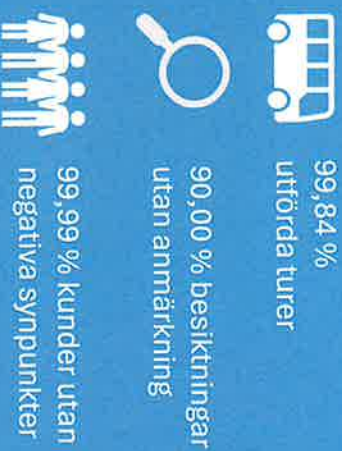 99,84 %
utförda turer
90,00 % besiktningar
utan anmärkning
99,99 % kunder utan
negativa synpunkter